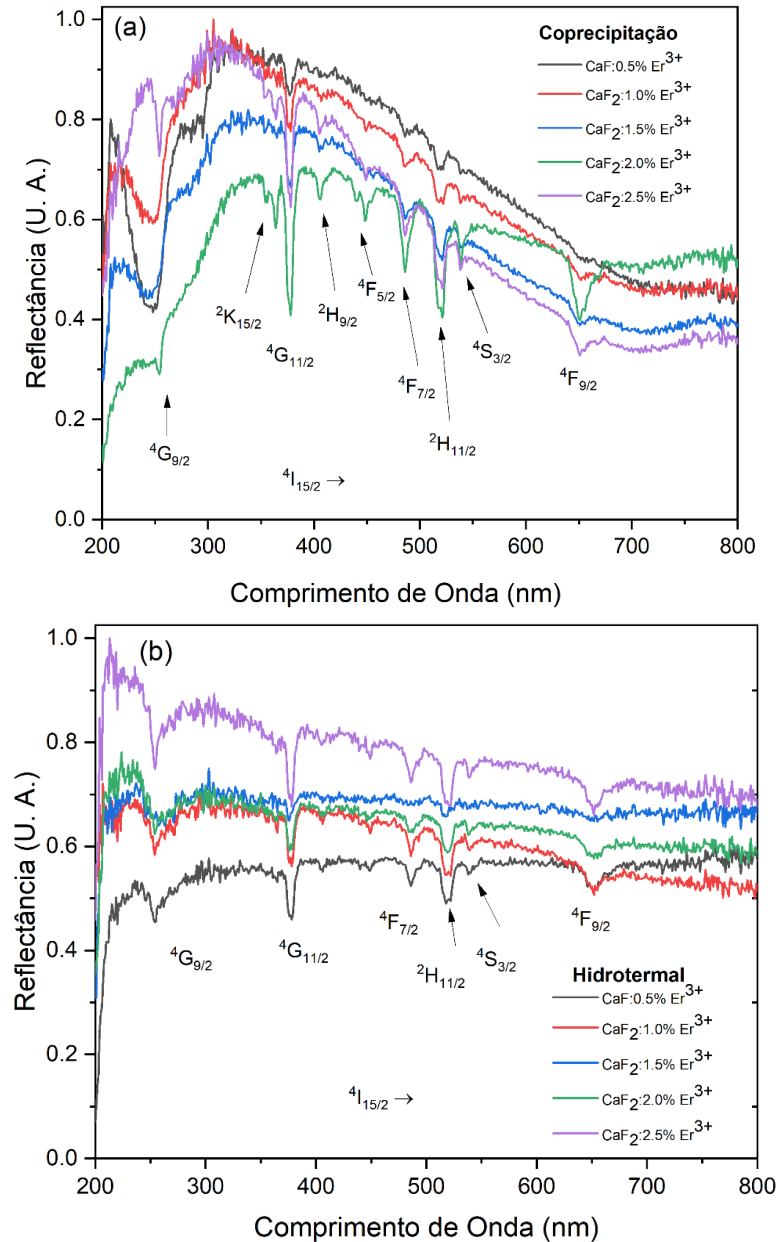 (a)
Coprecipitação
CaF:0.5% Er³⁺
CaF₂:1.0% Er³⁺
CaF₂:1.5% Er³⁺
CaF₂:2.0% Er³⁺
CaF₂:2.5% Er³⁺
Reflectância (U. A.)
1.0
0.8
0.6
0.4
0.2
0.0
²K₁₅/₂
⁴G₁₁/₂
²H₉/₂
⁴F₅/₂
⁴F₇/₂
²H₁₁/₂
⁴S₃/₂
⁴F₉/₂
⁴G₉/₂
⁴I₁₅/₂ →
200 300 400 500 600 700 800
Comprimento de Onda (nm)
(b)
Reflectância (U. A.)
1.0
0.8
0.6
0.4
0.2
0.0
⁴G₉/₂
⁴G₁₁/₂
⁴F₇/₂
²H₁₁/₂
⁴S₃/₂
⁴F₉/₂
⁴I₁₅/₂ →
Hidrotermal
CaF:0.5% Er³⁺
CaF₂:1.0% Er³⁺
CaF₂:1.5% Er³⁺
CaF₂:2.0% Er³⁺
CaF₂:2.5% Er³⁺
200 300 400 500 600 700 800
Comprimento de Onda (nm)